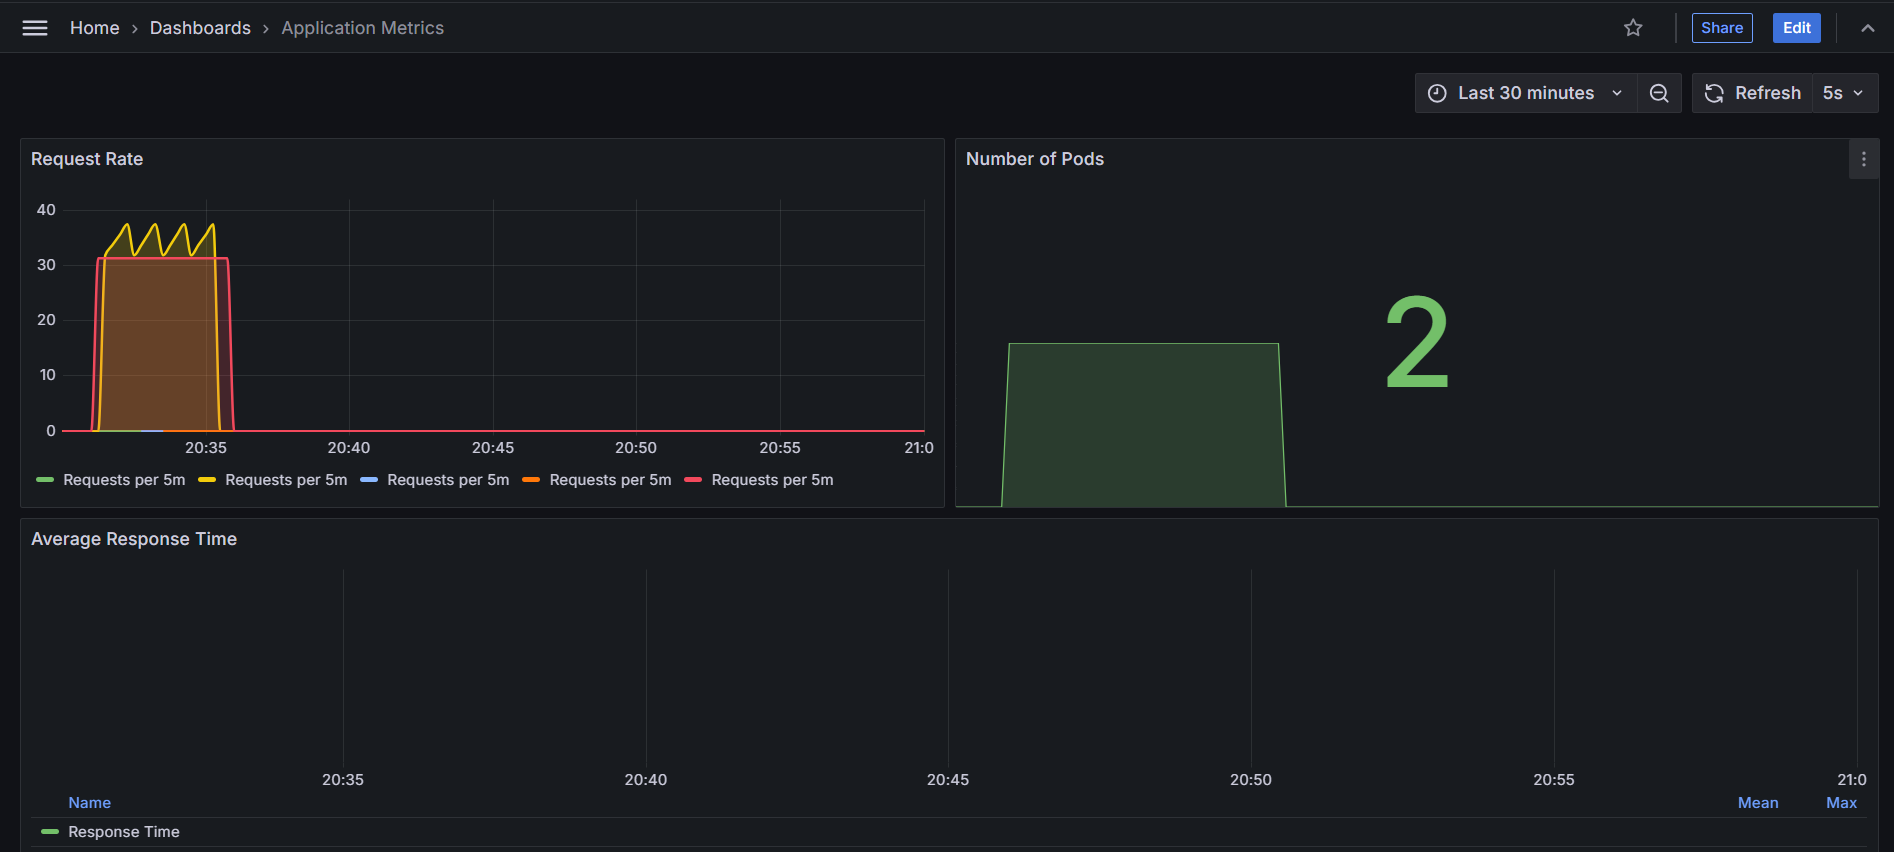 Home › Dashboards › Application Metrics
Share
Edit
Last 30 minutes
Refresh
5s
Request Rate
40
30
20
10
0
20:35 20:40 20:45 20:50 20:55 21:0
Requests per 5m Requests per 5m Requests per 5m Requests per 5m Requests per 5m
Number of Pods
2
Average Response Time
20:35 20:40 20:45 20:50 20:55 21:0
Name Mean Max
Response Time